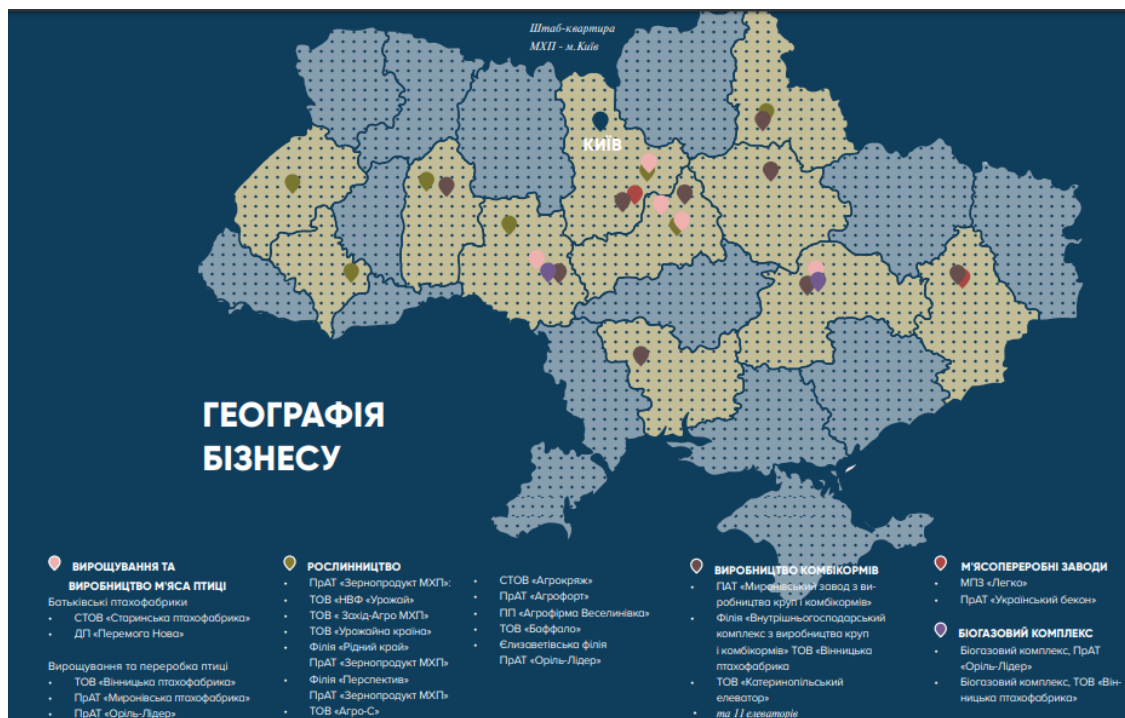 Штаб-квартира
МХП - м.Київ
КИЇВ
ГЕОГРАФІЯ
БІЗНЕСУ
ВИРОЩУВАННЯ ТА
ВИРОБНИЦТВО М'ЯСА ПТИЦІ
Батьківські птахофабрики
• СТОВ «Старинська птахофабрика»
• ДП «Перемога Нова»
Вирощування та переробка птиці
• ТОВ «Вінницька птахофабрика»
• ПрАТ «Миронівська птахофабрика»
• ПрАТ «Оріль-Лідер»
РОСЛИННИЦТВО
• ПрАТ «Зернопродукт МХП»:
• ТОВ «НВФ «Урожай»
• ТОВ « Захід-Агро МХП»
• ТОВ «Урожайна країна»
• Філія «Рідний край»
ПрАТ «Зернопродукт МХП»
• Філія «Перспектив»
ПрАТ «Зернопродукт МХП»
• ТОВ «Агро-С»
• СТОВ «Агрокряж»
• ПрАТ «Агрофорт»
• ПП «Агрофірма Веселинівка»
• ТОВ «Баффало»
• Єлизаветівська філія
ПрАТ «Оріль-Лідер»
ВИРОБНИЦТВО КОМБІКОРМІВ
• ПАТ «Миронівський завод з ви-
робництва круп і комбікормів»
• Філія «Внутрішньогосподарський
комплекс з виробництва круп
і комбікормів» ТОВ «Вінницька
птахофабрика
• ТОВ «Катеринопільський
елеватор»
• та 11 елеваторів
М'ЯСОПЕРЕРОБНІ ЗАВОДИ
• МПЗ «Легко»
• ПрАТ «Український бекон»
БІОГАЗОВИЙ КОМПЛЕКС
• Біогазовий комплекс, ПрАТ
«Оріль-Лідер»
• Біогазовий комплекс, ТОВ «Він-
ницька птахофабрика»